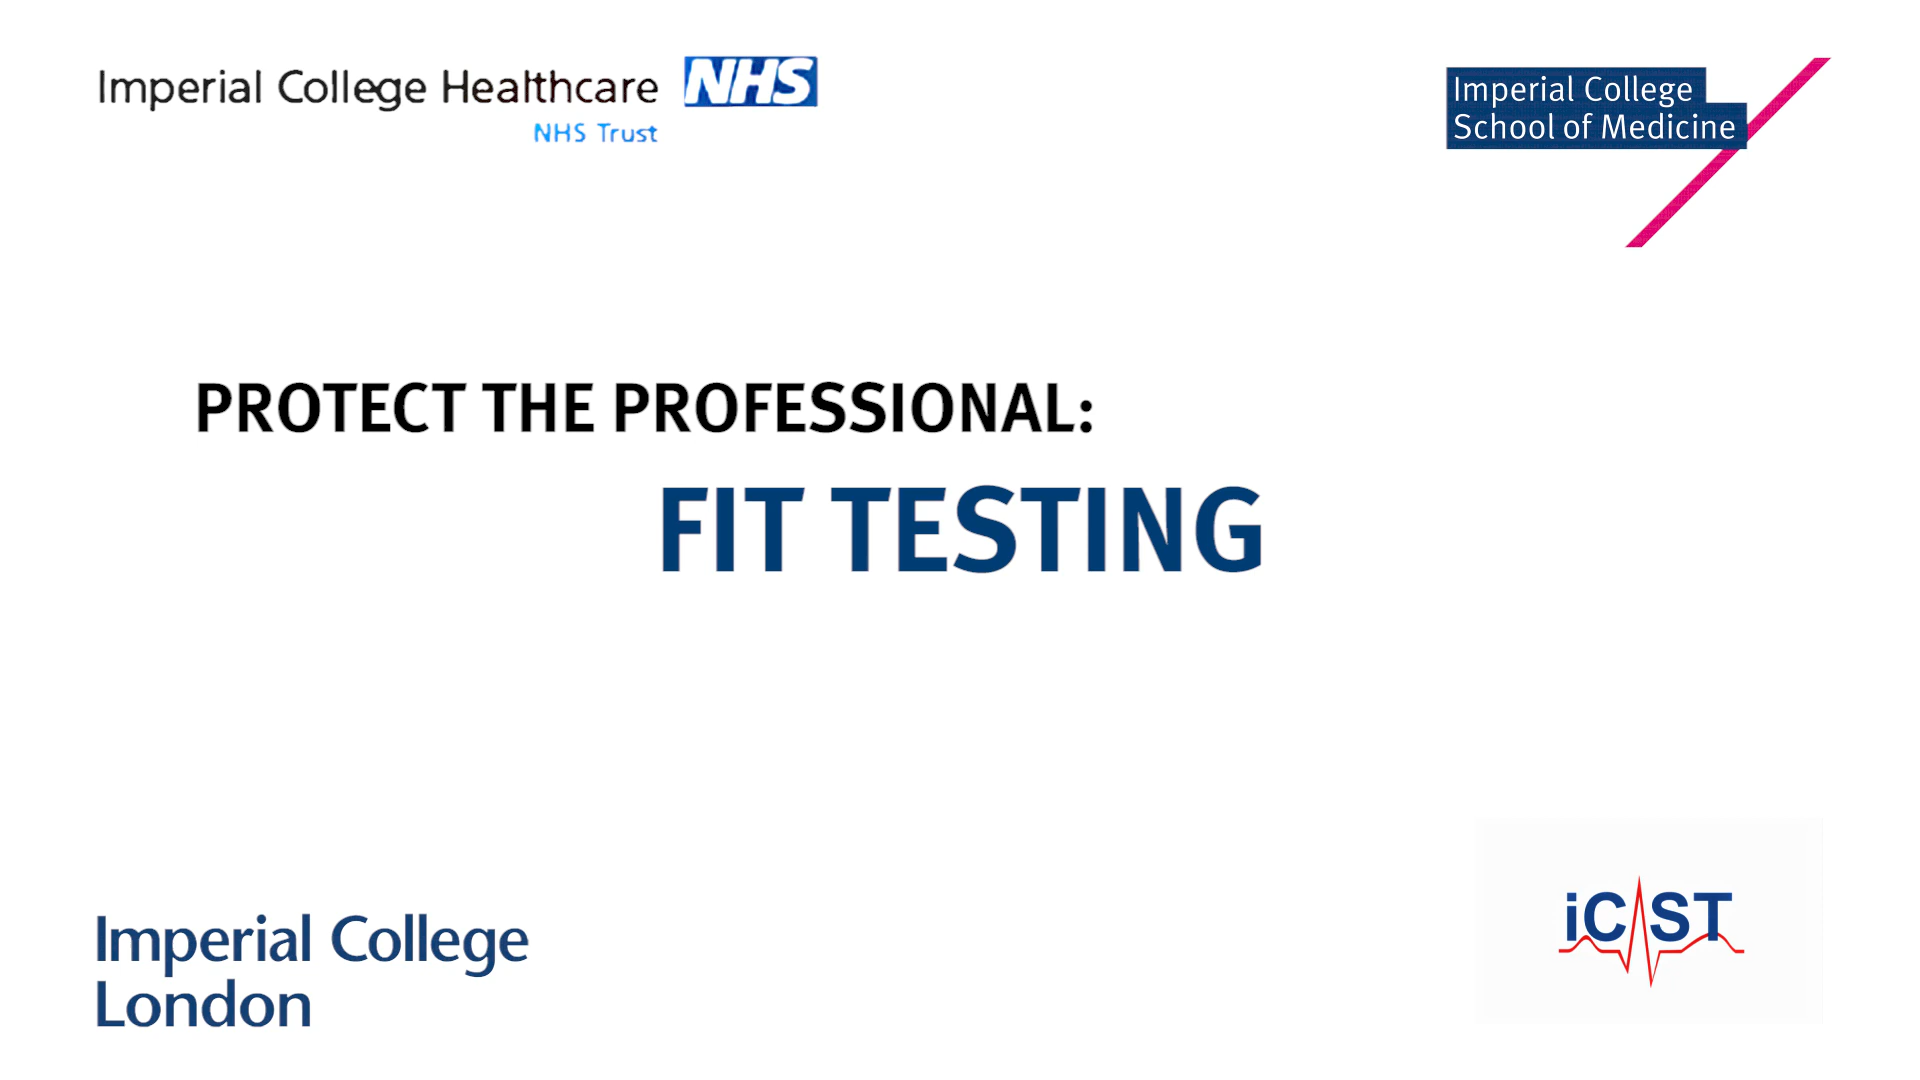 Imperial College Healthcare NHS
NHS Trust
Imperial College
School of Medicine
PROTECT THE PROFESSIONAL:
FIT TESTING
Imperial College
London
iCST